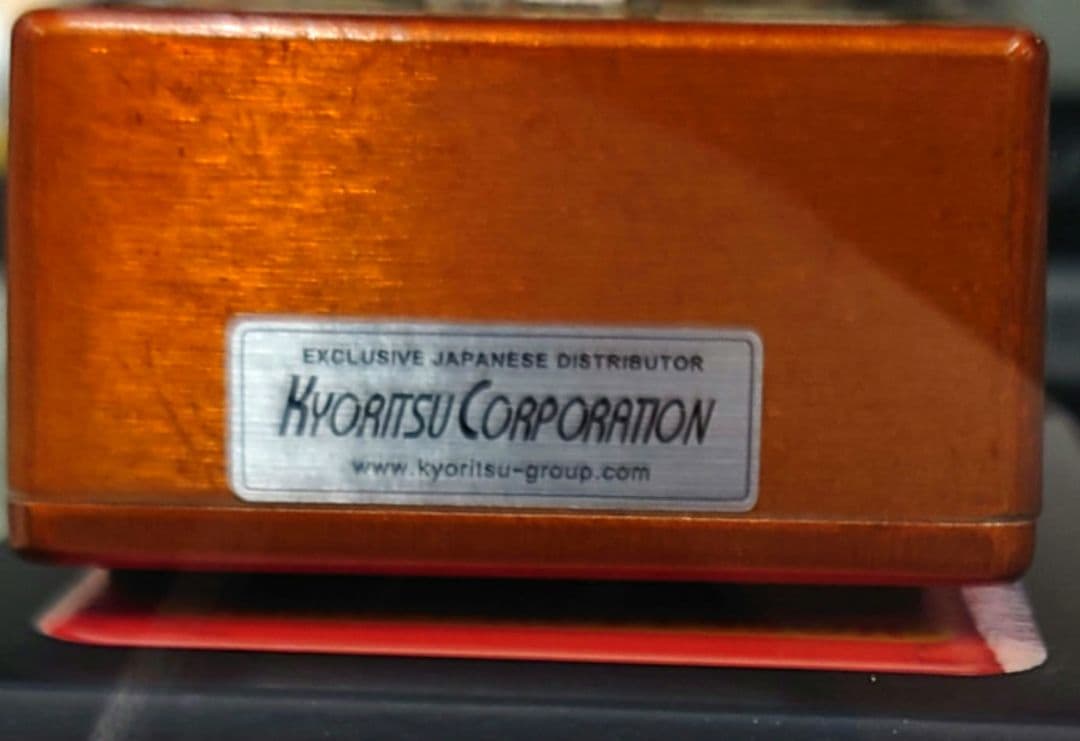 EXCLUSIVE JAPANESE DISTRIBUTOR
KYORITSU CORPORATION
www.kyoritsu-group.com